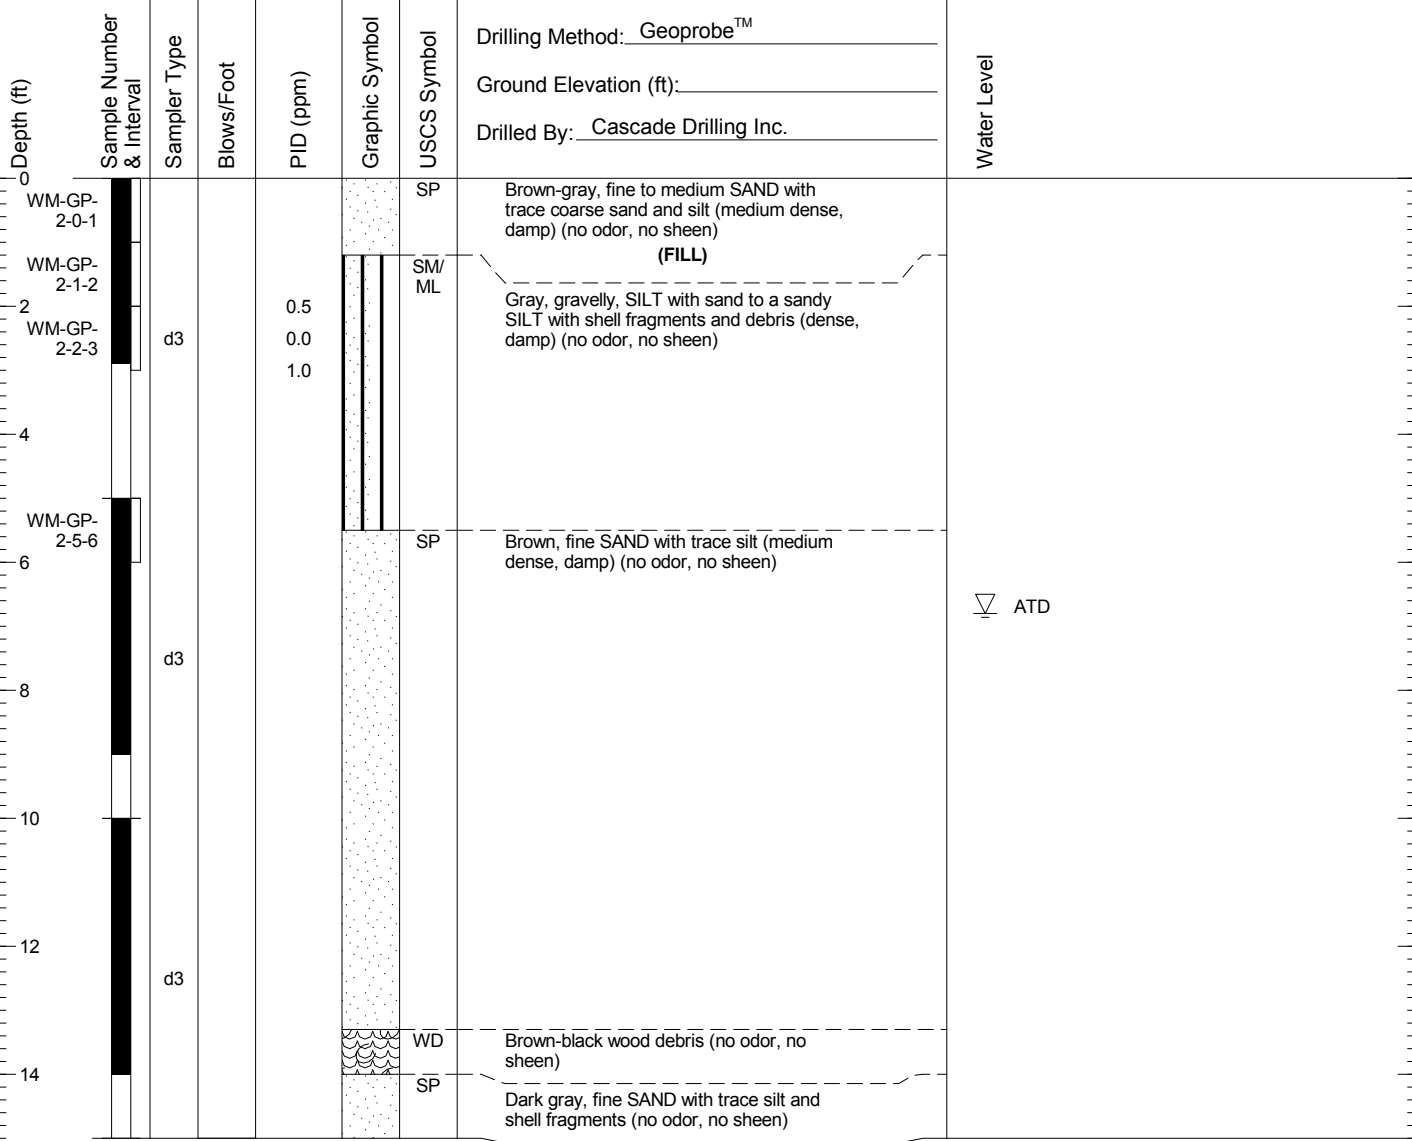 Depth (ft)
Sample Number
& Interval
Sampler Type
Blows/Foot
PID (ppm)
Graphic Symbol
USCS Symbol
Drilling Method: Geoprobe™
Ground Elevation (ft):
Drilled By: Cascade Drilling Inc.
Water Level
0
WM-GP-
2-0-1
SP
Brown-gray, fine to medium SAND with
trace coarse sand and silt (medium dense,
damp) (no odor, no sheen)
(FILL)
WM-GP-
2-1-2
SM/
ML
2
0.5
Gray, gravelly, SILT with sand to a sandy
SILT with shell fragments and debris (dense,
damp) (no odor, no sheen)
WM-GP-
2-2-3
d3
0.0
1.0
4
WM-GP-
2-5-6
SP
Brown, fine SAND with trace silt (medium
dense, damp) (no odor, no sheen)
6
ATD
d3
8
10
12
d3
WD
Brown-black wood debris (no odor, no
sheen)
14
SP
Dark gray, fine SAND with trace silt and
shell fragments (no odor, no sheen)